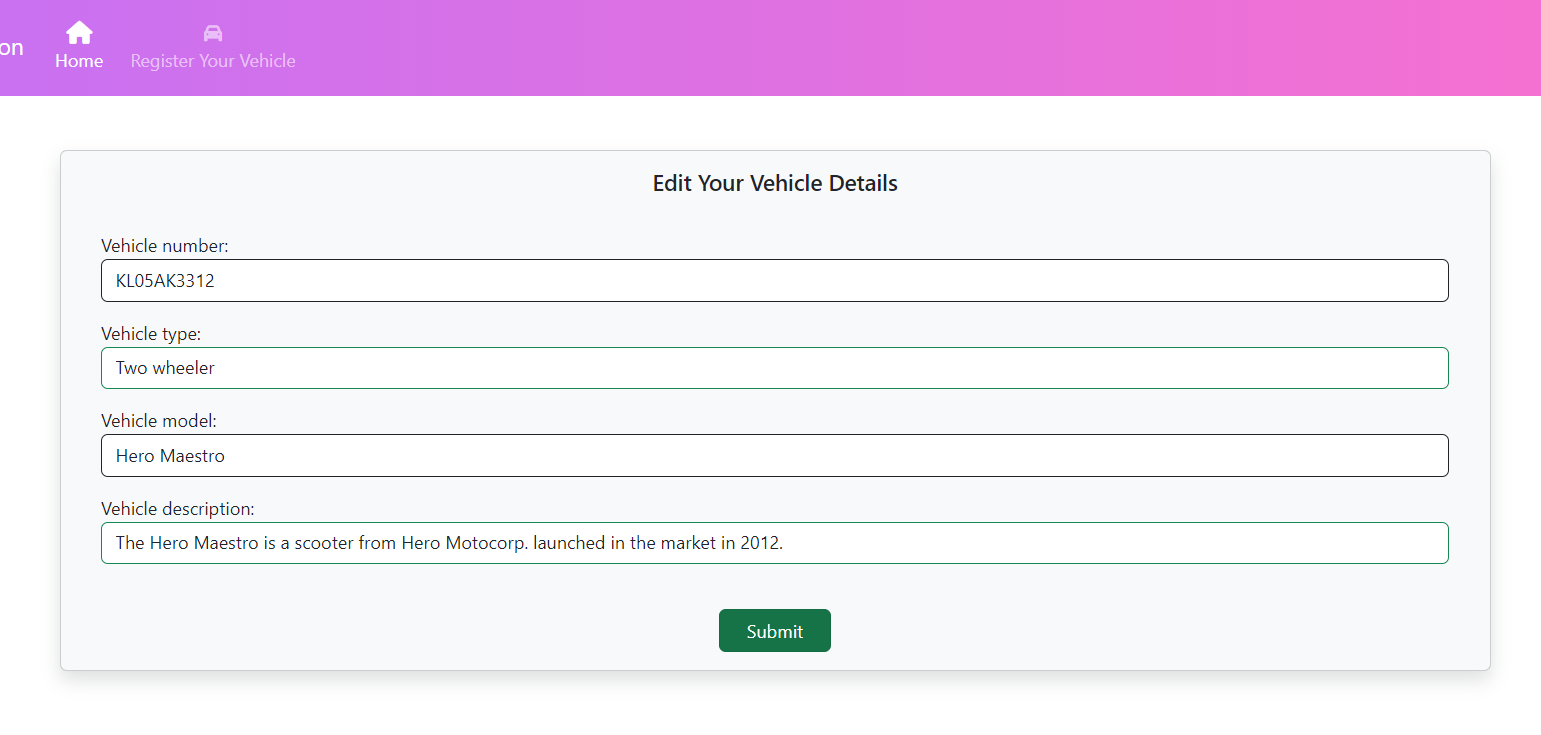 on
Home
Register Your Vehicle
Edit Your Vehicle Details
Vehicle number:
KL05AK3312
Vehicle type:
Two wheeler
Vehicle model:
Hero Maestro
Vehicle description:
The Hero Maestro is a scooter from Hero Motocorp. launched in the market in 2012.
Submit